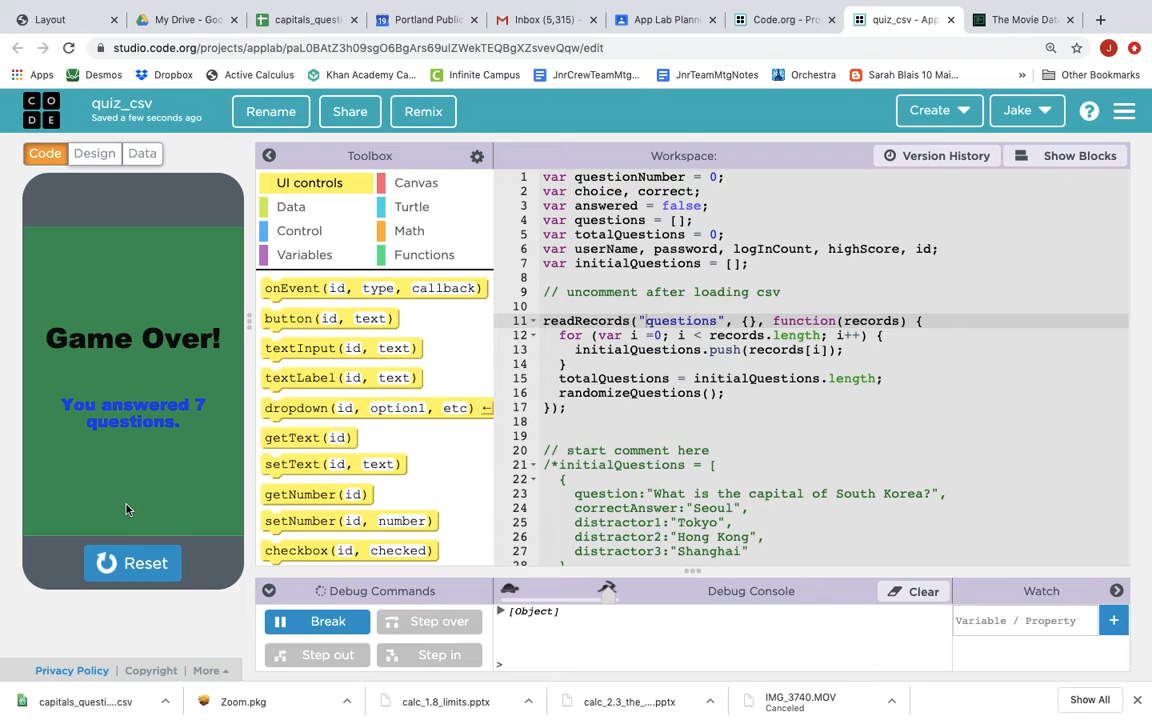 Layout
My Drive - Goo
capitals_questi
Portland Public
Inbox (5,315) -
App Lab Plann
Code.org - Pro
quiz_csv - App
The Movie Dat
studio.code.org/projects/applab/paL0BAtZ3h09sgO6BgArs69ulZWekTEQBgXZsvevQqw/edit
J
Apps
Desmos
Dropbox
Active Calculus
Khan Academy Ca...
Infinite Campus
JnrCrewTeamMtg...
JnrTeamMtgNotes
Orchestra
Sarah Blais 10 Mai...
»
Other Bookmarks
C O
D E
quiz_csv
Saved a few seconds ago
Rename
Share
Remix
Create
Jake
?
Code
Design
Data
Toolbox
Workspace:
Version History
Show Blocks
UI controls
Canvas
Data
Turtle
Control
Math
Variables
Functions
onEvent(id, type, callback)
button(id, text)
textInput(id, text)
textLabel(id, text)
dropdown(id, option1, etc)
getText(id)
setText(id, text)
getNumber(id)
setNumber(id, number)
checkbox(id, checked)
Game Over!
You answered 7
questions.
Reset
1 var questionNumber = 0;
2 var choice, correct;
3 var answered = false;
4 var questions = [];
5 var totalQuestions = 0;
6 var userName, password, logInCount, highScore, id;
7 var initialQuestions = [];
8
9 // uncomment after loading csv
10
11 readRecords("questions", {}, function(records) {
12 for (var i =0; i < records.length; i++) {
13 initialQuestions.push(records[i]);
14 }
15 totalQuestions = initialQuestions.length;
16 randomizeQuestions();
17 });
18
19
20 // start comment here
21 /*initialQuestions = [
22 {
23 question:"What is the capital of South Korea?",
24 correctAnswer:"Seoul",
25 distractor1:"Tokyo",
26 distractor2:"Hong Kong",
27 distractor3:"Shanghai"
28 }
Debug Commands
Debug Console
Clear
Watch
Break
Step over
Step out
Step in
[Object]
>
Variable / Property
+
Privacy Policy | Copyright | More
capitals_questi....csv
Zoom.pkg
calc_1.8_limits.pptx
calc_2.3_the_....pptx
IMG_3740.MOV
Canceled
Show All